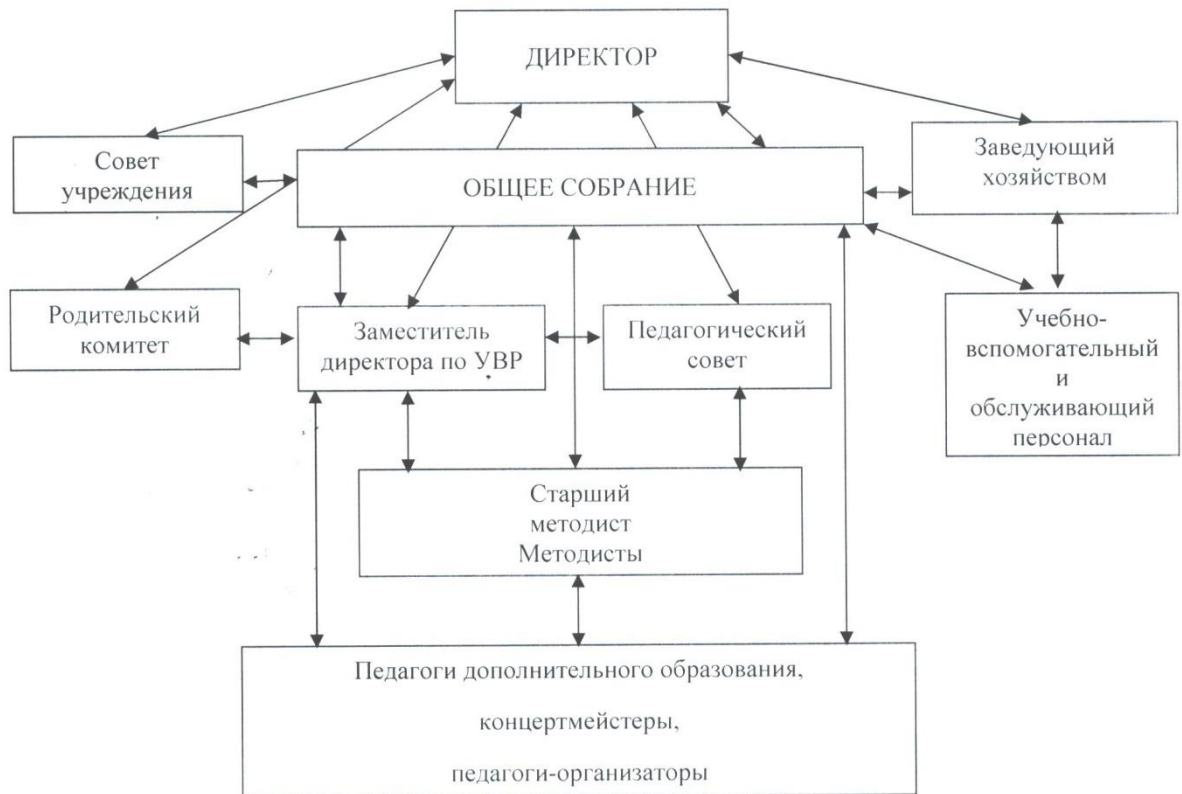 ДИРЕКТОР
Совет
учреждения
ОБЩЕЕ СОБРАНИЕ
Заведующий
хозяйством
Родительский
комитет
Заместитель
директора по УВР
Педагогический
совет
Учебно-
вспомогательный
и
обслуживающий
персонал
Старший
методист
Методисты
Педагоги дополнительного образования,
концертмейстеры,
педагоги-организаторы